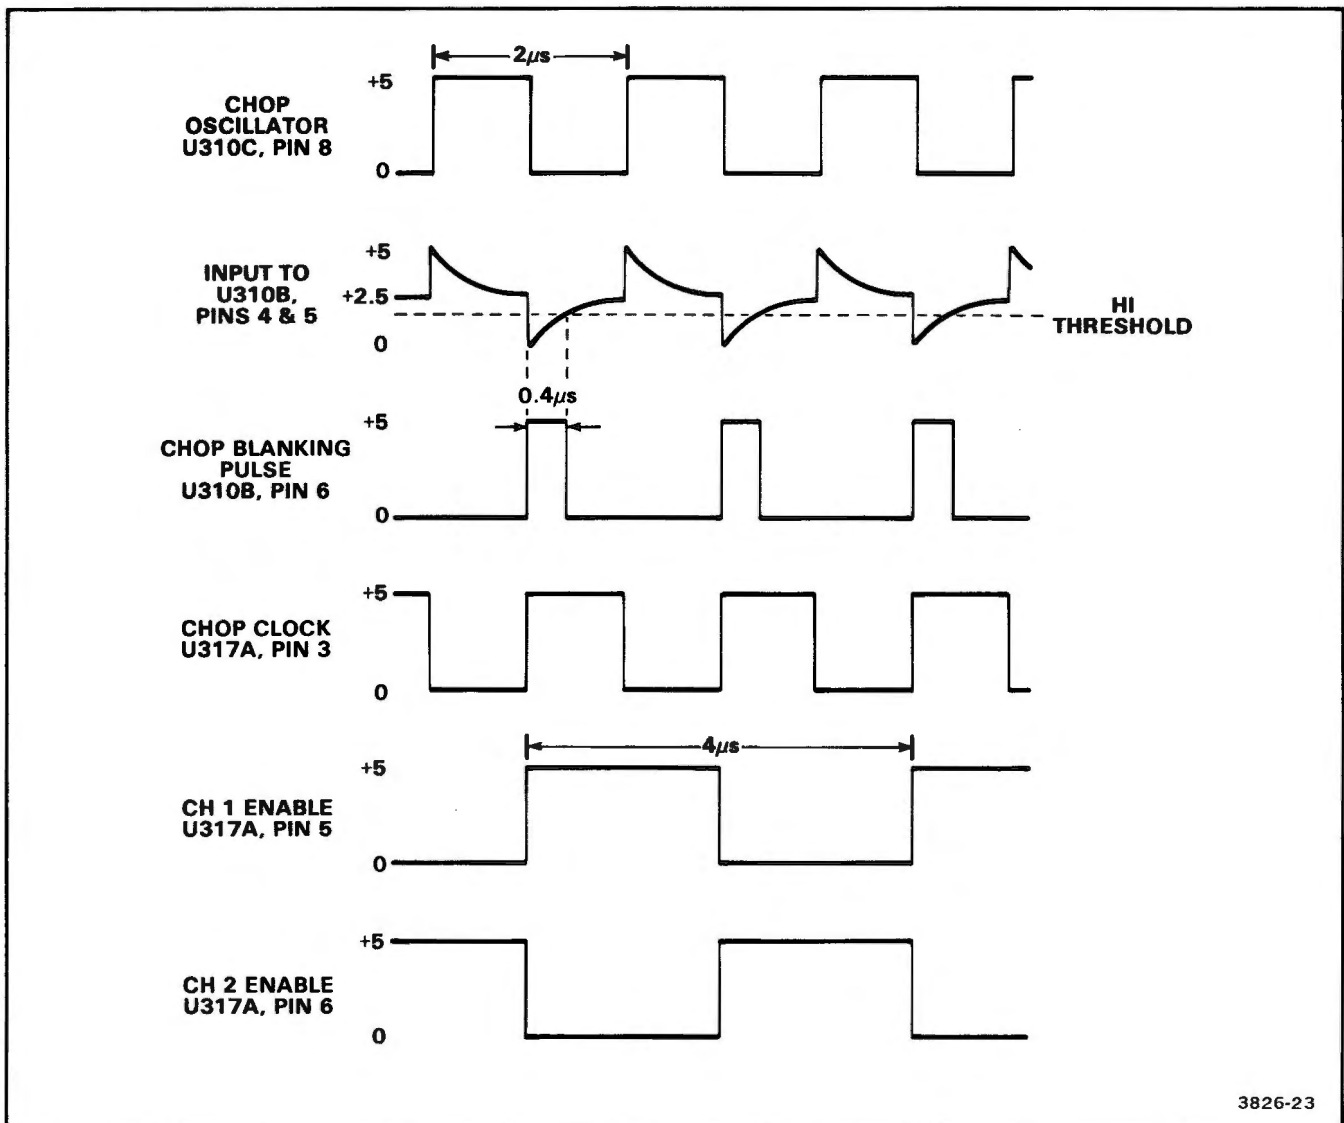 2μs
+5
CHOP
OSCILLATOR
U310C, PIN 8
0
+5
INPUT TO
U310B,
PINS 4 & 5
+2.5
0
HI
THRESHOLD
0.4μs
+5
CHOP BLANKING
PULSE
U310B, PIN 6
0
+5
CHOP CLOCK
U317A, PIN 3
0
4μs
+5
CH 1 ENABLE
U317A, PIN 5
0
+5
CH 2 ENABLE
U317A, PIN 6
0
3826-23